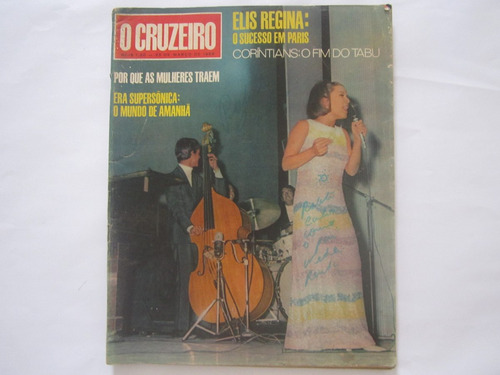 O CRUZEIRO
ELIS REGINA:
O SUCESSO EM PARIS
CORÍNTIANS: O FIM DO TABU
POR QUE AS MULHERES TRAEM
ERA SUPERSÔNICA:
O MUNDO DE AMANHÃ